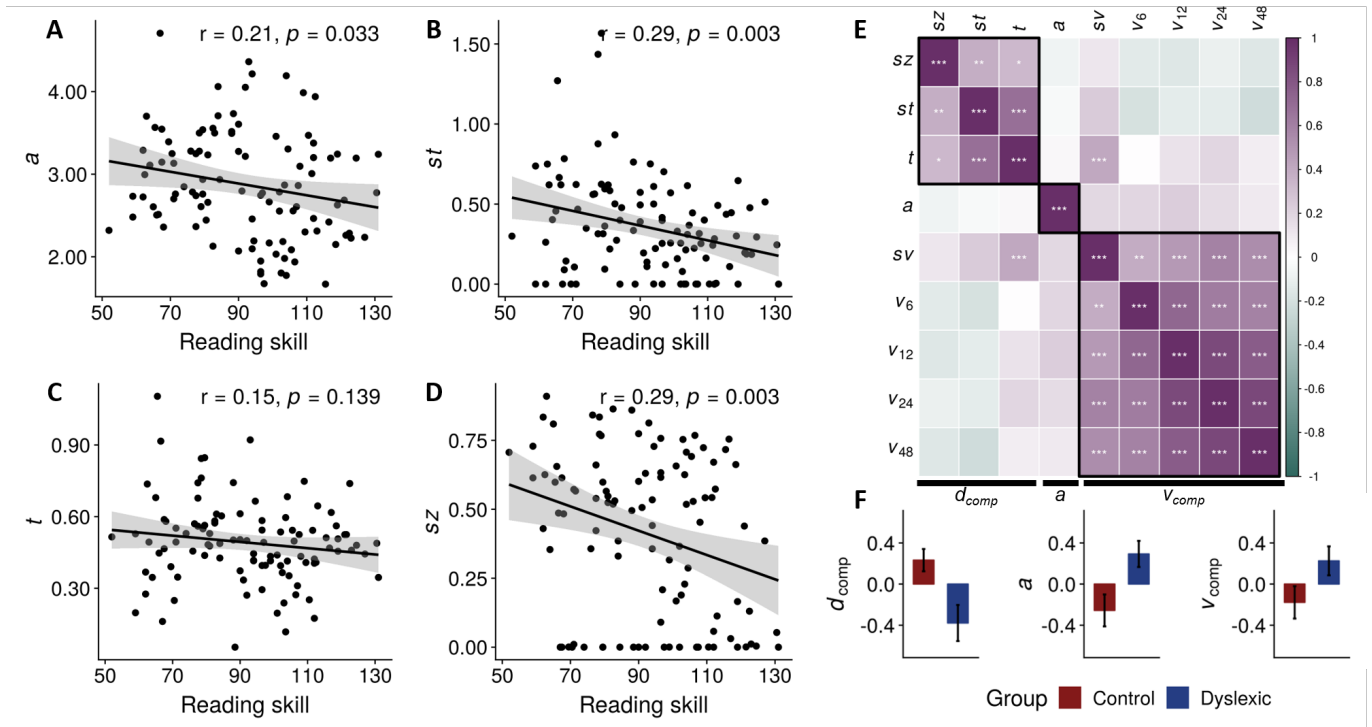 A
r = 0.21, p = 0.033
a
4.00
3.00
2.00
50 70 90 110 130
Reading skill
B
r = 0.29, p = 0.003
st
1.50
1.00
0.50
0.00
50 70 90 110 130
Reading skill
C
r = 0.15, p = 0.139
t
0.90
0.60
0.30
50 70 90 110 130
Reading skill
D
r = 0.29, p = 0.003
sz
0.75
0.50
0.25
0.00
50 70 90 110 130
Reading skill
E
sz st t a sv v6 v12 v24 v48
sz *** ** *
st ** *** ***
t * *** *** ***
a ***
sv *** *** ** *** *** ***
v6 ** *** *** *** ***
v12 *** *** *** *** ***
v24 *** *** *** *** ***
v48 *** *** *** *** ***
dcomp a vcomp
1
0.8
0.6
0.4
0.2
0
-0.2
-0.4
-0.6
-0.8
-1
F
dcomp
0.4
0.0
-0.4
a
0.4
0.0
-0.4
vcomp
0.4
0.0
-0.4
Group Control Dyslexic